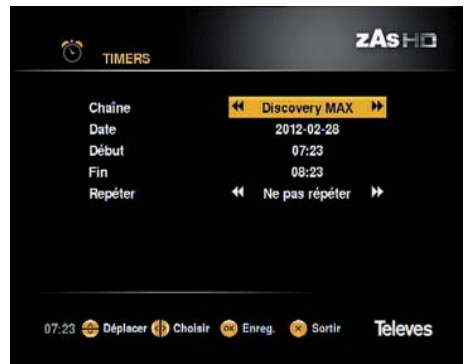 zAs HD
TIMERS
Chaîne Discovery MAX
Date 2012-02-28
Début 07:23
Fin 08:23
Repéter Ne pas répéter
07:23 Déplacer Choisir OK Enreg. X Sortir Televes